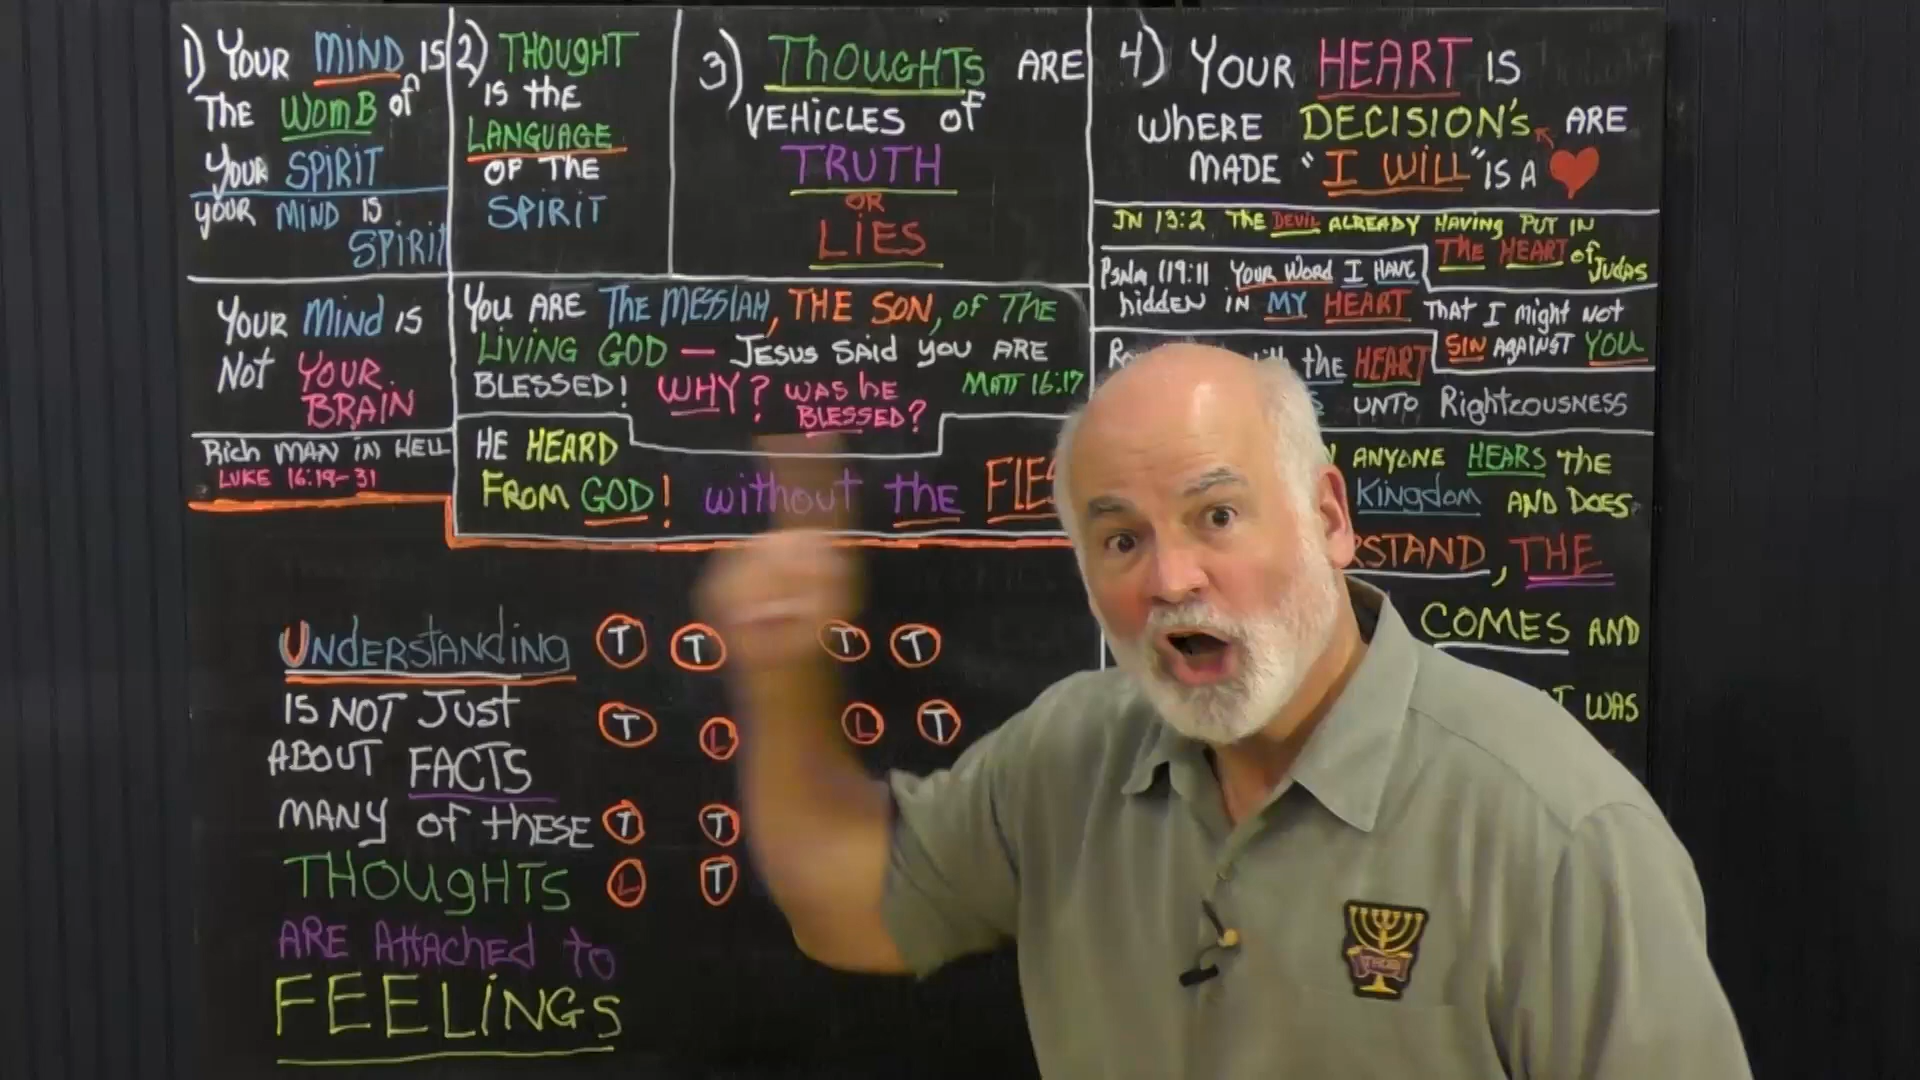 1) YOUR MIND IS
THE WOMB of
YOUR SPIRIT
YOUR MIND IS
SPIRIT
YOUR MIND IS
NOT YOUR
BRAIN
Rich MAN IN HELL
LUKE 16:19-31
2) THOUGHT
IS the
LANGUAGE
OF THE
SPIRIT
3) THOUGHTS ARE
VEHICLES of
TRUTH
OR
LIES
YOU ARE THE MESSIAH, THE SON, of THE
LIVING GOD — JESUS SAID YOU ARE
BLESSED! WHY? WAS hE MATT 16:17
BLESSED?
HE HEARD
FROM GOD! without the
4) YOUR HEART IS
WHERE DECISION'S ARE
MADE "I WILL" IS A
JN 13:2 THE DEVIL ALREADY HAVING PUT IN
THE HEART of JUDAS
Psalm 119:11 YOUR WORD I HAVE
hidden IN MY HEART THAT I Might NOT
SIN AGAINST YOU
the HEART
UNTO RIGHTEOUSNESS
ANYONE HEARS THE
KINGDOM AND DOES
THE
COMES AND
WAS
UNDERSTANDING T T T T
IS NOT JUST T L L T
ABOUT FACTS
MANY OF THESE T T
THOUGHTS L T
ARE ATTACHED TO
FEELINGS